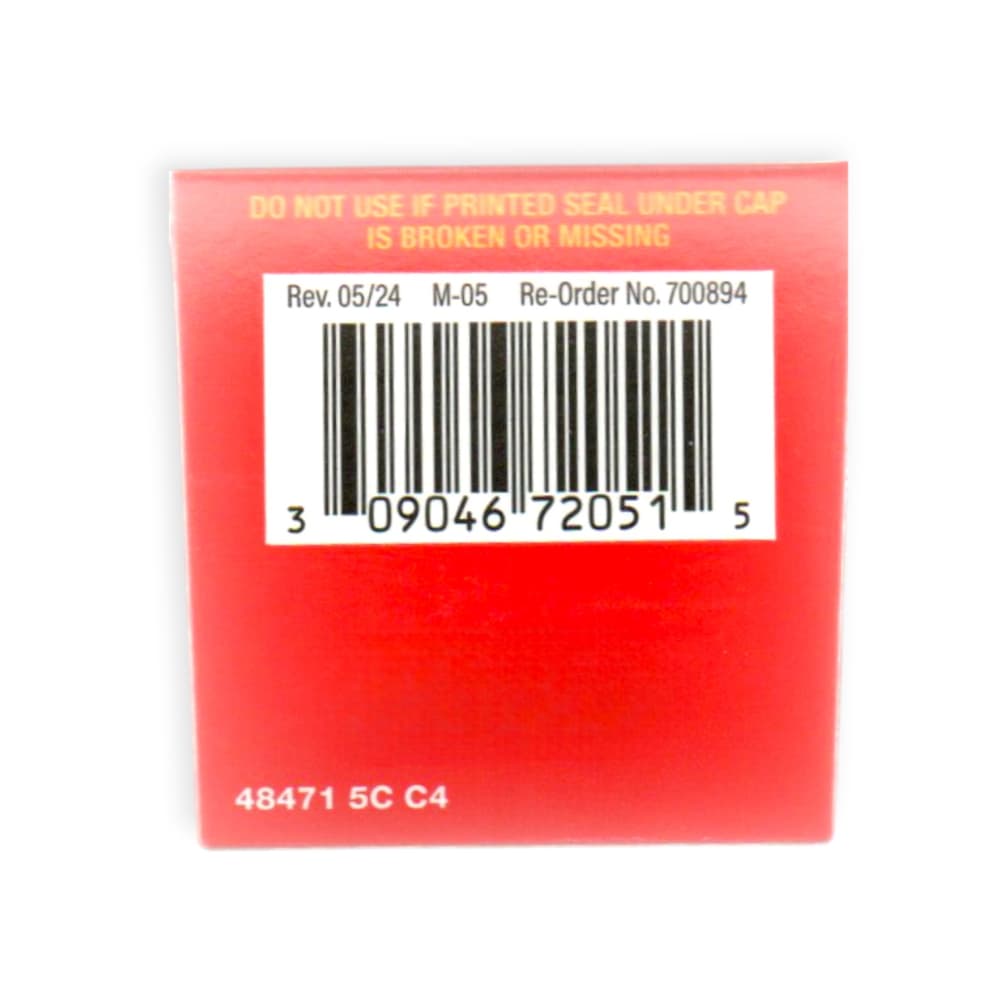 DO NOT USE IF PRINTED SEAL UNDER CAP
IS BROKEN OR MISSING
Rev. 05/24 M-05 Re-Order No. 700894
3 09046 72051 5
48471 5C C4